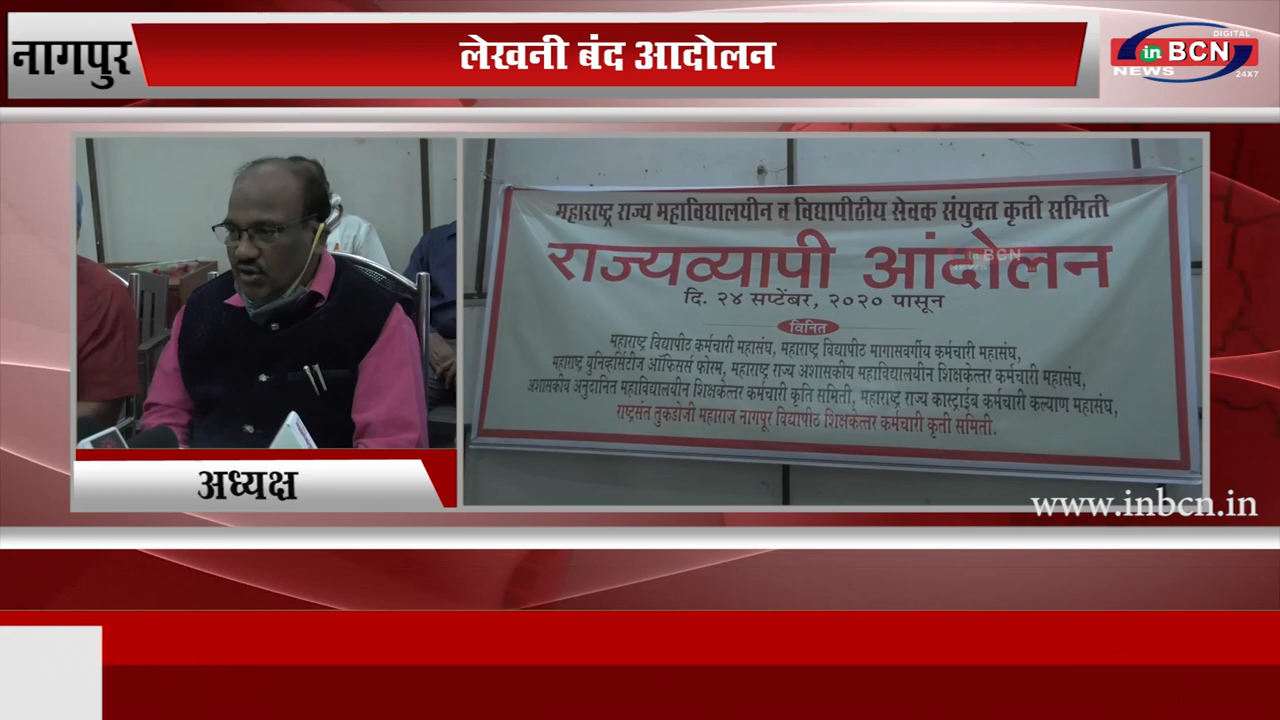 नागपुर
लेखनी बंद आदोलन
DIGITAL
in BCN
NEWS 24X7
महाराष्ट्र राज्य महाविद्यालयीन व विद्यापीठीय सेवक संयुक्त कृती समिती
राज्यव्यापी आंदोलन
in BCN
NEWS
दि. २४ सप्टेंबर, २०२० पासून
विनित
महाराष्ट्र विद्यापीठ कर्मचारी महासंघ, महाराष्ट्र विद्यापीठ मागासवर्गीय कर्मचारी महासंघ,
महाराष्ट्र युनिव्हर्सिटीज ऑफिसर्स फोरम, महाराष्ट्र राज्य अशासकीय महाविद्यालयीन शिक्षकेत्तर कर्मचारी महासंघ,
अशासकीय अनुदानित महाविद्यालयीन शिक्षकेत्तर कर्मचारी कृति समिती, महाराष्ट्र राज्य कास्ट्राईब कर्मचारी कल्याण महासंघ,
राष्ट्रसंत तुकडोजी महाराज नागपूर विद्यापीठ शिक्षकेत्तर कर्मचारी कृती समिती.
अध्यक्ष
www.inbcn.in